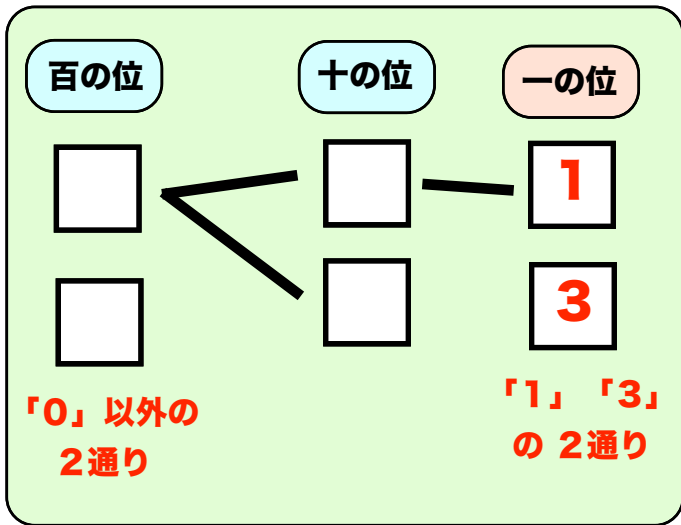 百の位
十の位
一の位
1
3
「0」以外の
2通り
「1」「3」
の 2通り